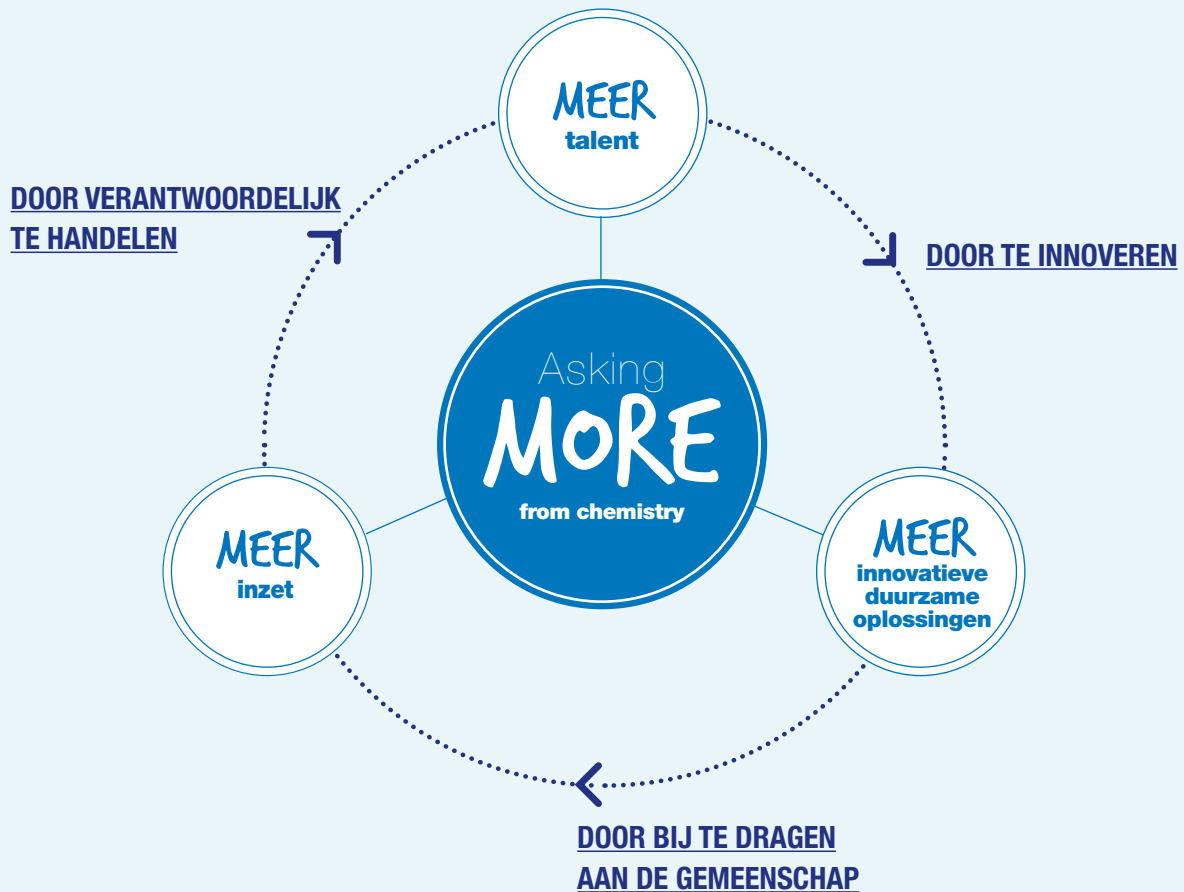 MEER
talent
DOOR VERANTWOORDELIJK
TE HANDELEN
DOOR TE INNOVEREN
Asking
MORE
from chemistry
MEER
inzet
MEER
innovatieve
duurzame
oplossingen
DOOR BIJ TE DRAGEN
AAN DE GEMEENSCHAP